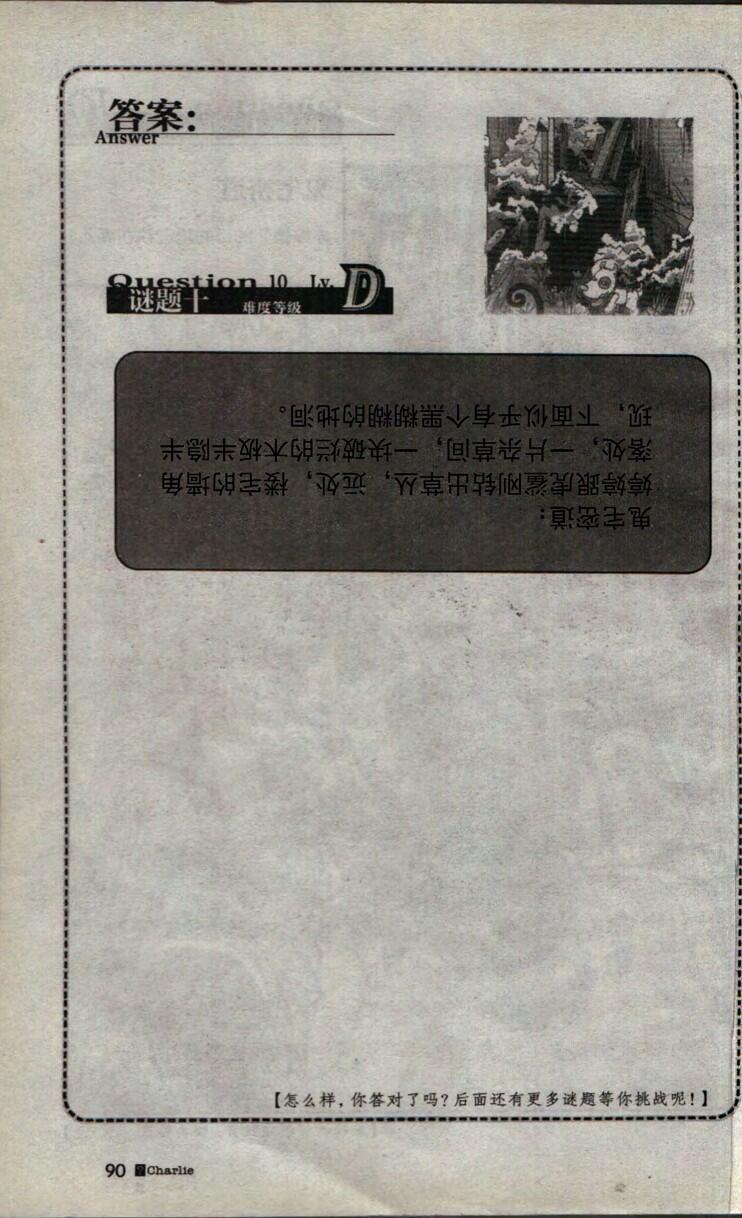 答案：
Answer
Question 10 Lv. D
谜题十 难度等级
鬼宅密道：
婷婷跟虎鲨刚钻出草丛，远处，楼宅的墙角
落处，一片杂草间，一块破烂的木板半隐半
现，下面似乎有个黑糊糊的地洞。
【怎么样，你答对了吗？后面还有更多谜题等你挑战呢！】
90 ?Charlie